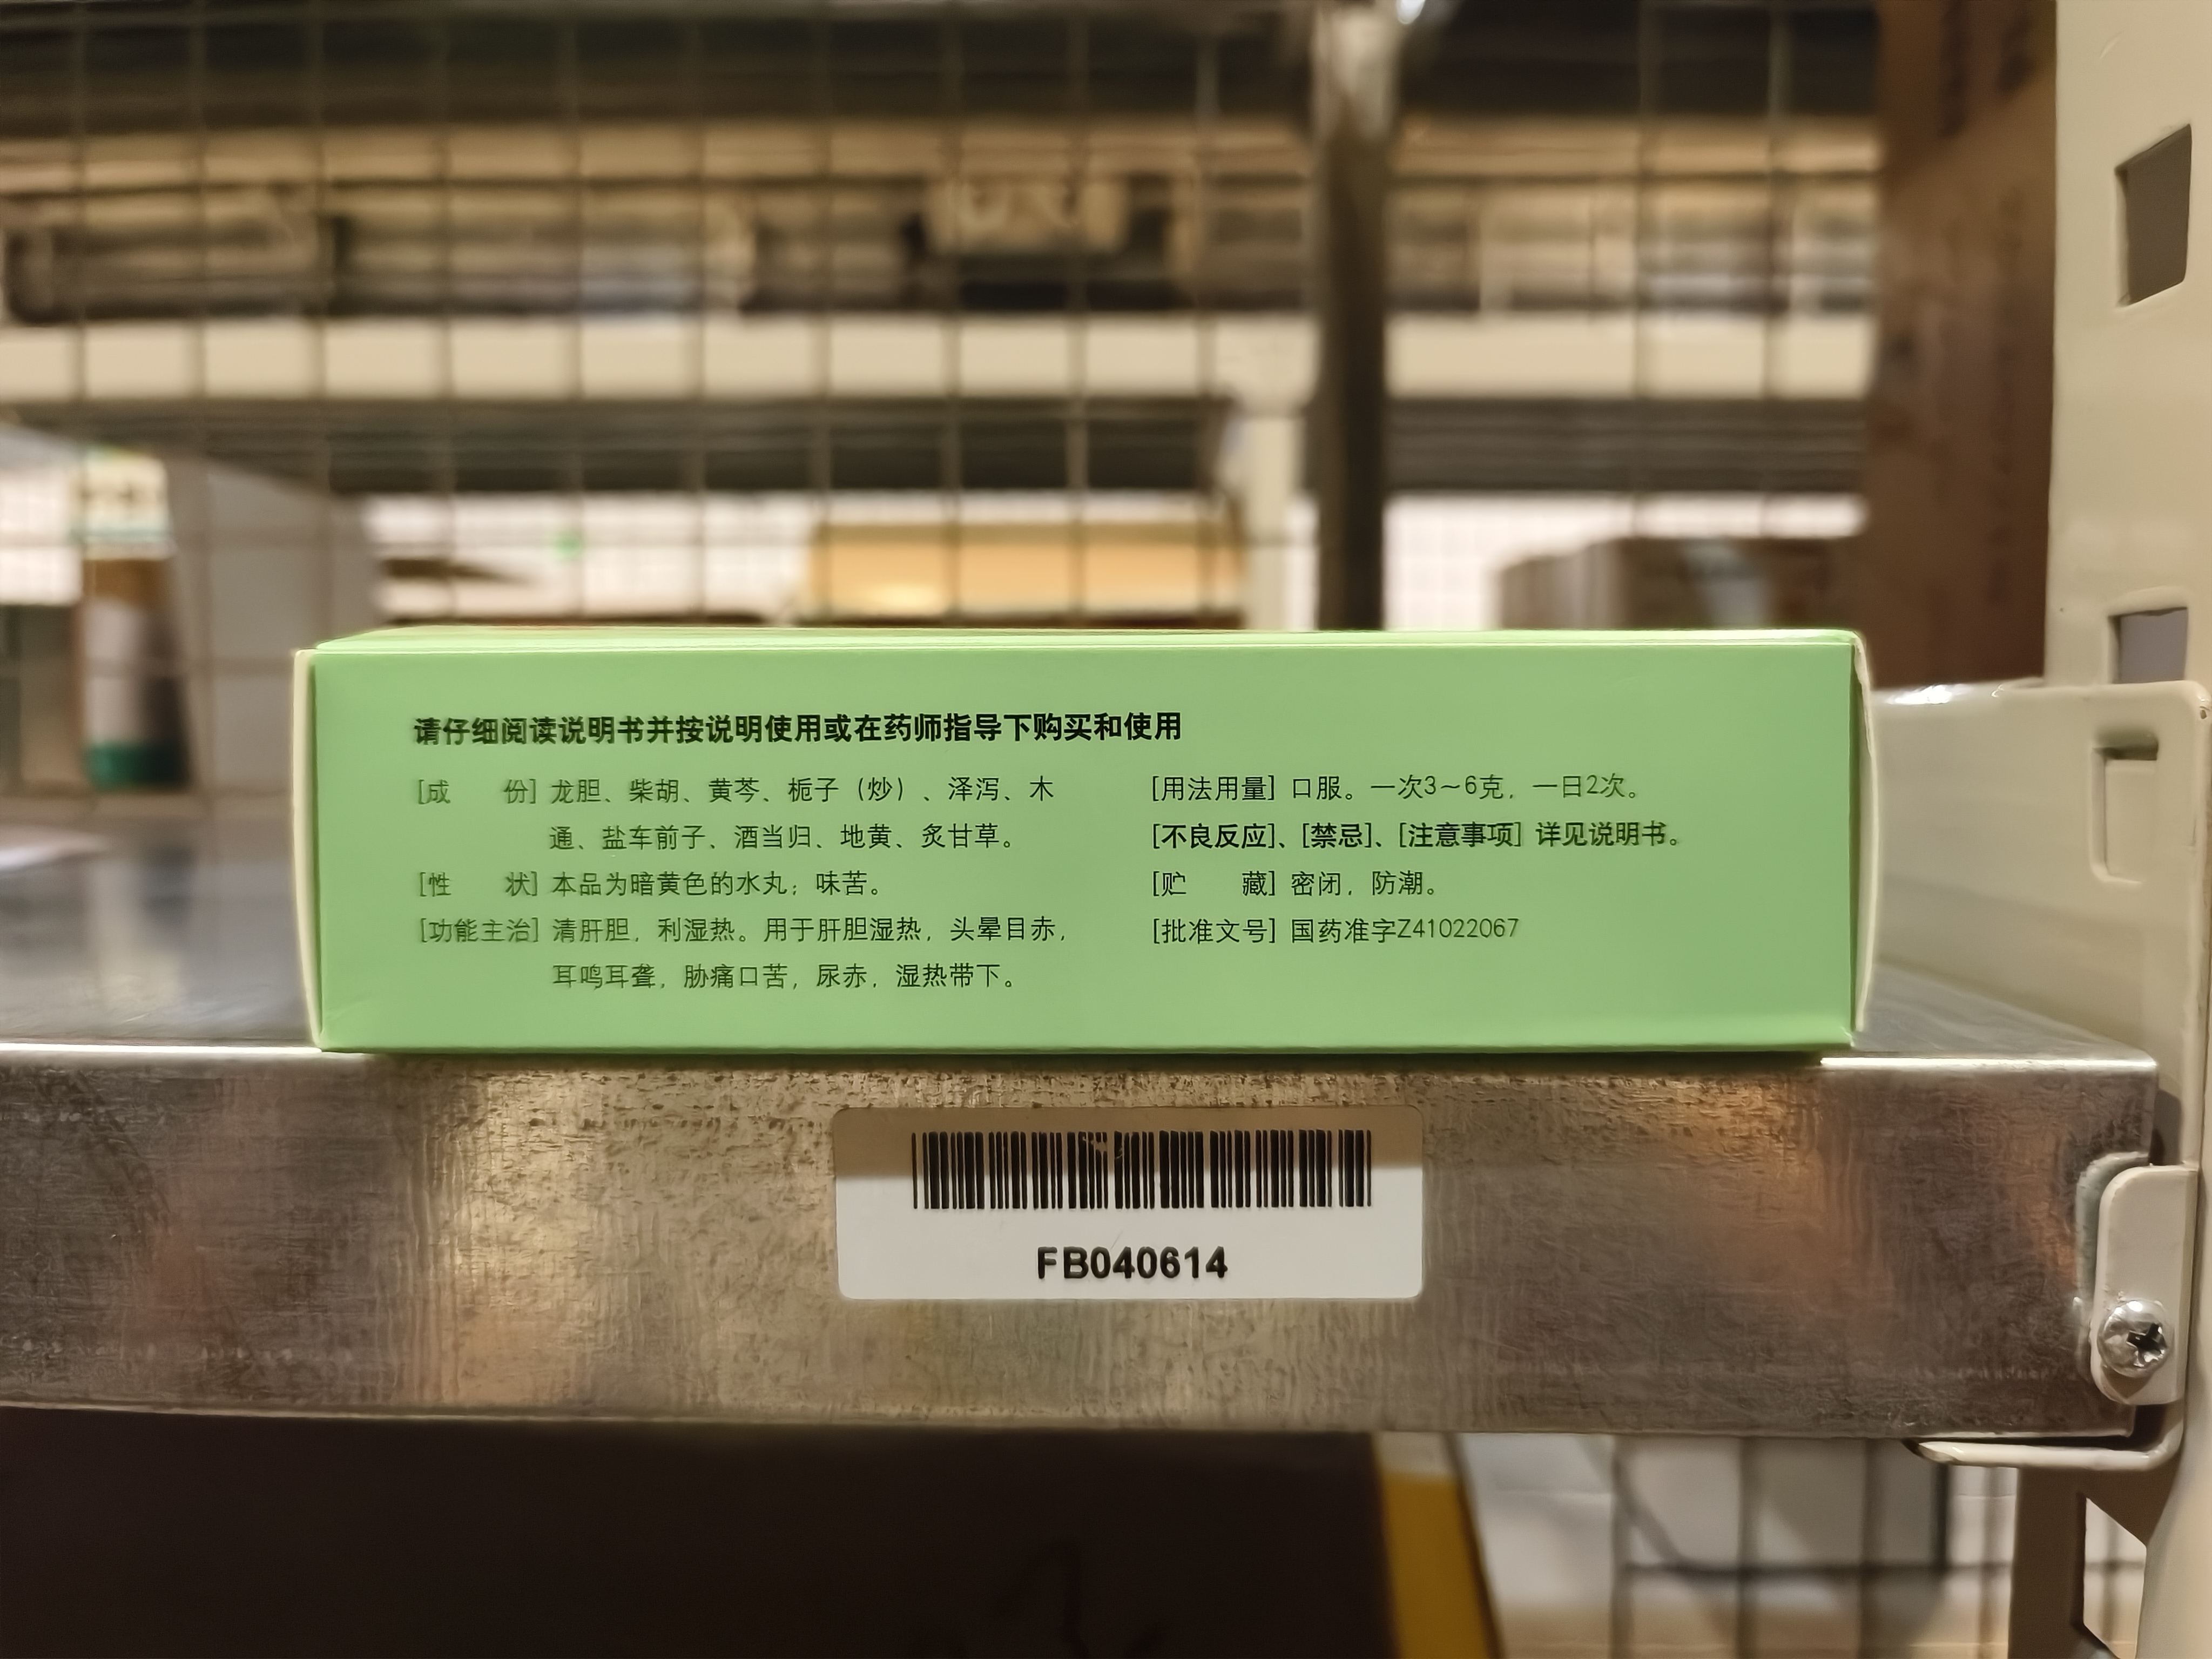 请仔细阅读说明书并按说明使用或在药师指导下购买和使用
[成　　份] 龙胆、柴胡、黄芩、栀子（炒）、泽泻、木
通、盐车前子、酒当归、地黄、炙甘草。
[性　　状] 本品为暗黄色的水丸；味苦。
[功能主治] 清肝胆，利湿热。用于肝胆湿热，头晕目赤，
耳鸣耳聋，胁痛口苦，尿赤，湿热带下。
[用法用量] 口服。一次3～6克，一日2次。
[不良反应]、[禁忌]、[注意事项] 详见说明书。
[贮　　藏] 密闭，防潮。
[批准文号] 国药准字Z41022067
FB040614